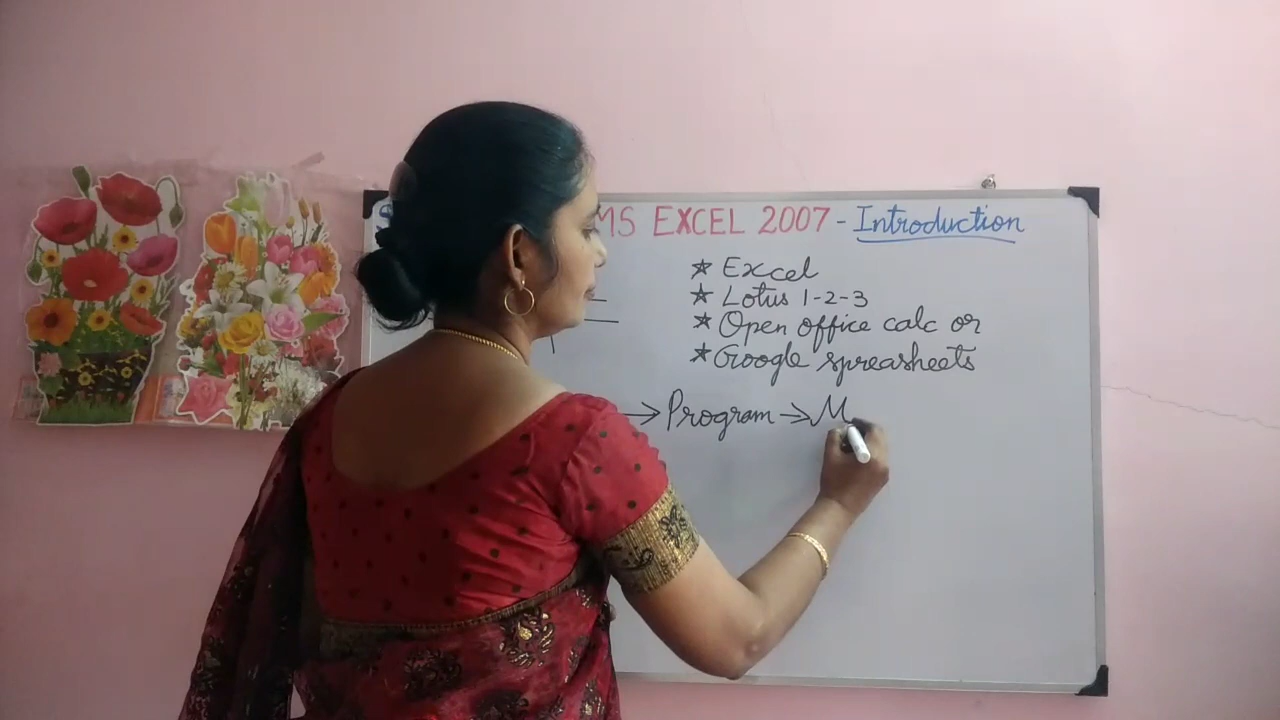 MS EXCEL 2007 - Introduction
* Excel
* Lotus 1-2-3
* Open office calc or
* Google spreasheets
→ Program → M